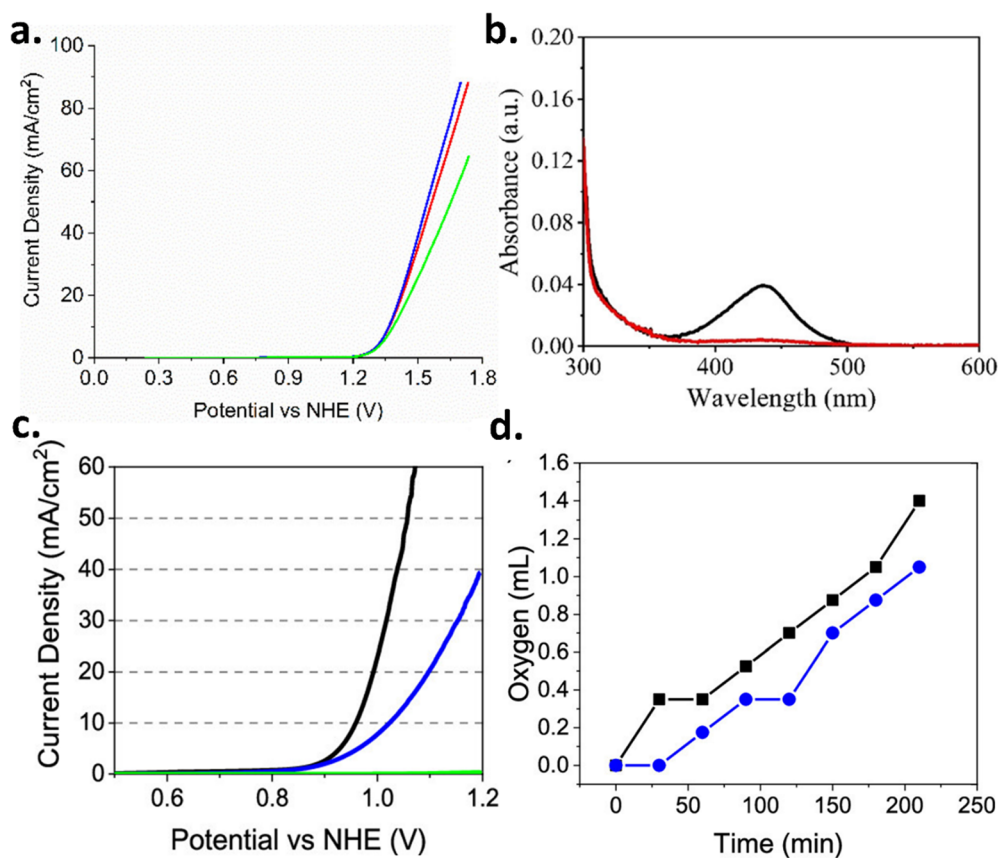 a.
100
80
60
40
20
0
Current Density (mA/cm²)
0.0 0.3 0.6 0.9 1.2 1.5 1.8
Potential vs NHE (V)
b.
0.20
0.16
0.12
0.08
0.04
0.00
Absorbance (a.u.)
300 400 500 600
Wavelength (nm)
c.
60
50
40
30
20
10
0
Current Density (mA/cm²)
0.6 0.8 1.0 1.2
Potential vs NHE (V)
d.
1.6
1.4
1.2
1.0
0.8
0.6
0.4
0.2
0.0
Oxygen (mL)
0 50 100 150 200 250
Time (min)